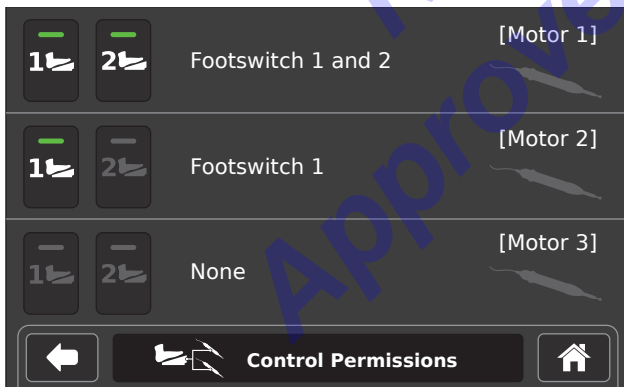 [Motor 1]
1 2 Footswitch 1 and 2
[Motor 2]
1 2 Footswitch 1
[Motor 3]
1 2 None
Control Permissions
Approve